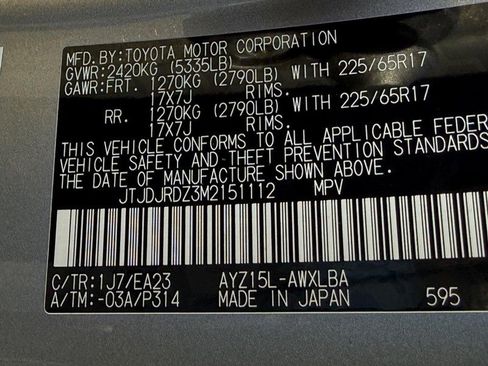 MFD. BY: TOYOTA MOTOR CORPORATION
GVWR: 2420KG (5335LB)
GAWR: FRT. 1270KG (2790LB) WITH 225/65R17
17X7J RIMS.
RR. 1270KG (2790LB) WITH 225/65R17
17X7J RIMS.
THIS VEHICLE CONFORMS TO ALL APPLICABLE FEDER
VEHICLE SAFETY AND THEFT PREVENTION STANDARDS
THE DATE OF MANUFACTURE SHOWN ABOVE.
JTJDJRDZ3M2151112 MPV
C/TR: 1J7/EA23 AYZ15L-AWXLBA
A/TM: -03A/P314 MADE IN JAPAN 595